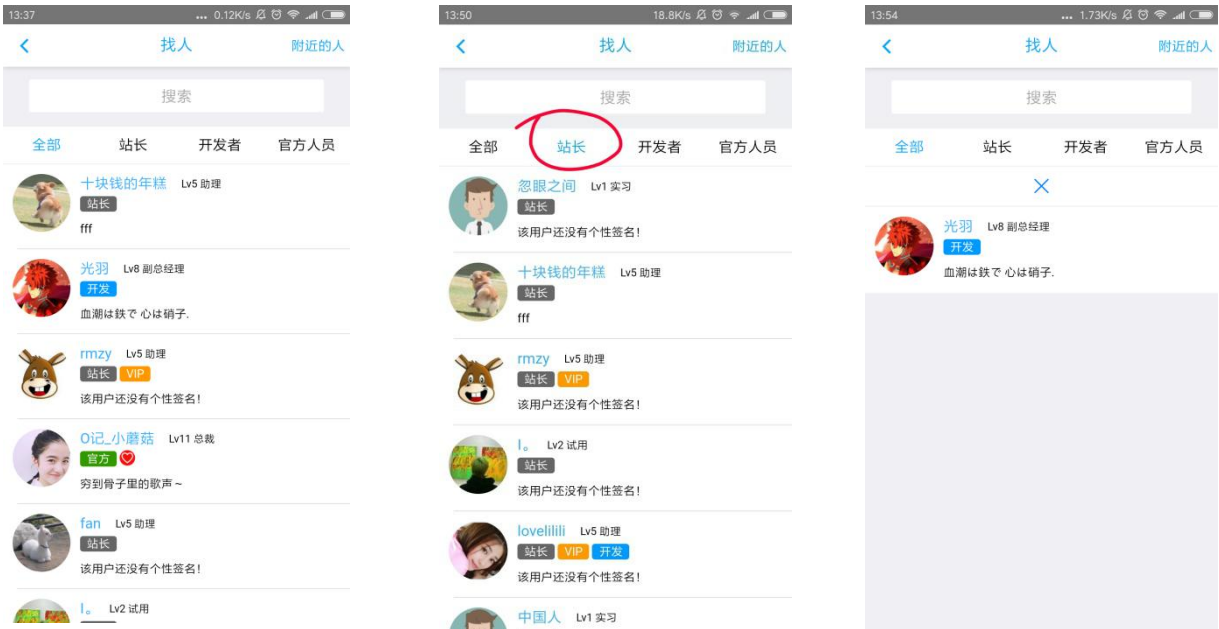 13:37 ... 0.12K/s
找人 附近的人
搜索
全部 站长 开发者 官方人员
十块钱的年糕 Lv5 助理
站长
fff
光羽 Lv8 副总经理
开发
血潮は鉄で 心は硝子.
rmzy Lv5 助理
站长 VIP
该用户还没有个性签名!
O记_小蘑菇 Lv11 总裁
官方
穷到骨子里的歌声~
fan Lv5 助理
站长
该用户还没有个性签名!
l。 Lv2 试用
13:50 18.8K/s
找人 附近的人
搜索
全部 站长 开发者 官方人员
忽眼之间 Lv1 实习
站长
该用户还没有个性签名!
十块钱的年糕 Lv5 助理
站长
fff
rmzy Lv5 助理
站长 VIP
该用户还没有个性签名!
l。 Lv2 试用
站长
该用户还没有个性签名!
lovelilili Lv5 助理
站长 VIP 开发
该用户还没有个性签名!
中国人 Lv1 实习
13:54 ... 1.73K/s
找人 附近的人
搜索
全部 站长 开发者 官方人员
光羽 Lv8 副总经理
开发
血潮は鉄で 心は硝子.